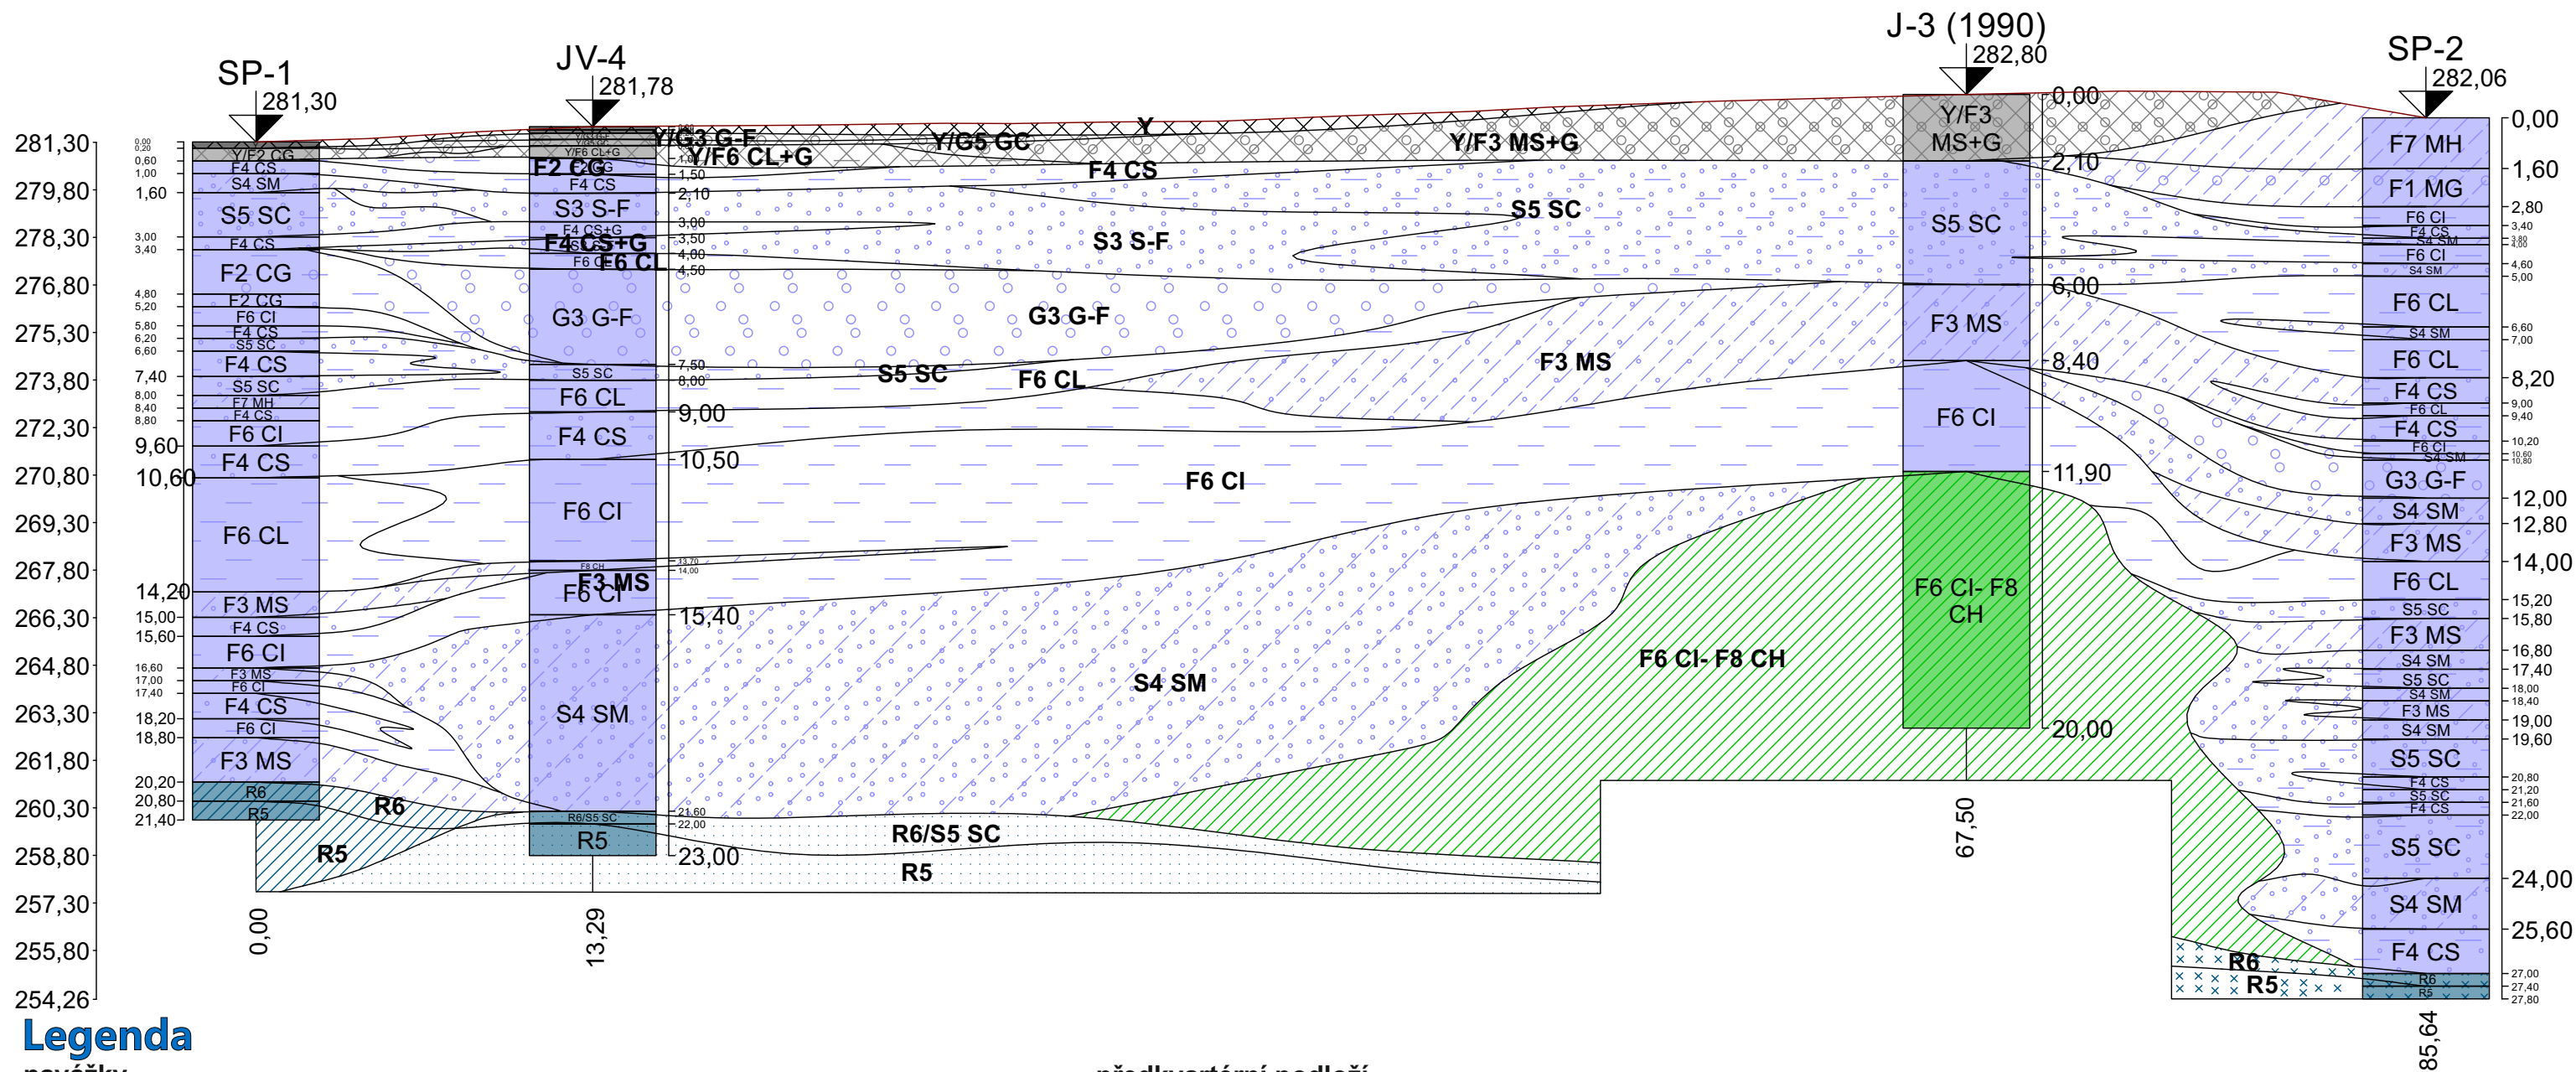 SP-1
281,30
JV-4
281,78
J-3 (1990)
282,80
SP-2
282,06
281,30
279,80
278,30
276,80
275,30
273,80
272,30
270,80
269,30
267,80
266,30
264,80
263,30
261,80
260,30
258,80
257,30
255,80
254,26
0,00
0,20
0,60
1,00
1,60
3,00
3,40
4,80
5,20
5,80
6,20
6,60
7,40
8,00
8,40
8,80
9,60
10,60
14,20
15,00
15,60
16,60
17,00
17,40
18,20
18,80
20,20
20,80
21,40
Y/F2 CG
F4 CS
S4 SM
S5 SC
F4 CS
F2 CG
F2 CG
F6 CI
F4 CS
S5 SC
F4 CS
S5 SC
F7 MH
F4 CS
F6 CI
F4 CS
F6 CL
F3 MS
F4 CS
F6 CI
F3 MS
F6 CI
F4 CS
F6 CI
F3 MS
R6
R5
R6
R5
Y/F6 CL+G
F2 CG
F4 CS
S3 S-F
F4 CS+G
F4 CS+G
F6 CL
F6 CL
G3 G-F
S5 SC
F6 CL
F4 CS
F6 CI
F8 CH
F3 MS
F6 CI
S4 SM
R6/S5 SC
R5
1,50
2,10
3,00
3,50
4,00
4,50
7,50
8,00
9,00
10,50
13,70
14,00
15,40
21,60
22,00
23,00
Y/G3 G-F
Y/F6 CL+G
Y/G5 GC
Y
F4 CS
Y/F3 MS+G
S5 SC
S3 S-F
G3 G-F
S5 SC
F6 CL
F3 MS
F6 CI
S4 SM
F6 CI- F8 CH
R6/S5 SC
R5
Y/F3
MS+G
S5 SC
F3 MS
F6 CI
F6 CI- F8
CH
0,00
2,10
6,00
8,40
11,90
20,00
F7 MH
F1 MG
F6 CI
F4 CS
S4 SM
F6 CI
S4 SM
F6 CL
S4 SM
F6 CL
F4 CS
F6 CL
F4 CS
F6 CI
S4 SM
G3 G-F
S4 SM
F3 MS
F6 CL
S5 SC
F3 MS
S4 SM
S5 SC
S4 SM
F3 MS
S4 SM
S5 SC
F4 CS
S5 SC
F4 CS
S5 SC
S4 SM
F4 CS
R6
R5
R6
R5
0,00
1,60
2,80
3,40
4,60
5,00
6,60
7,00
8,20
9,00
9,40
10,20
10,60
10,80
12,00
12,80
14,00
15,20
15,80
16,80
17,40
18,00
18,40
19,00
19,60
20,80
21,20
21,60
22,00
24,00
25,60
27,00
27,40
27,80
0,00
13,29
67,50
85,64
Legenda